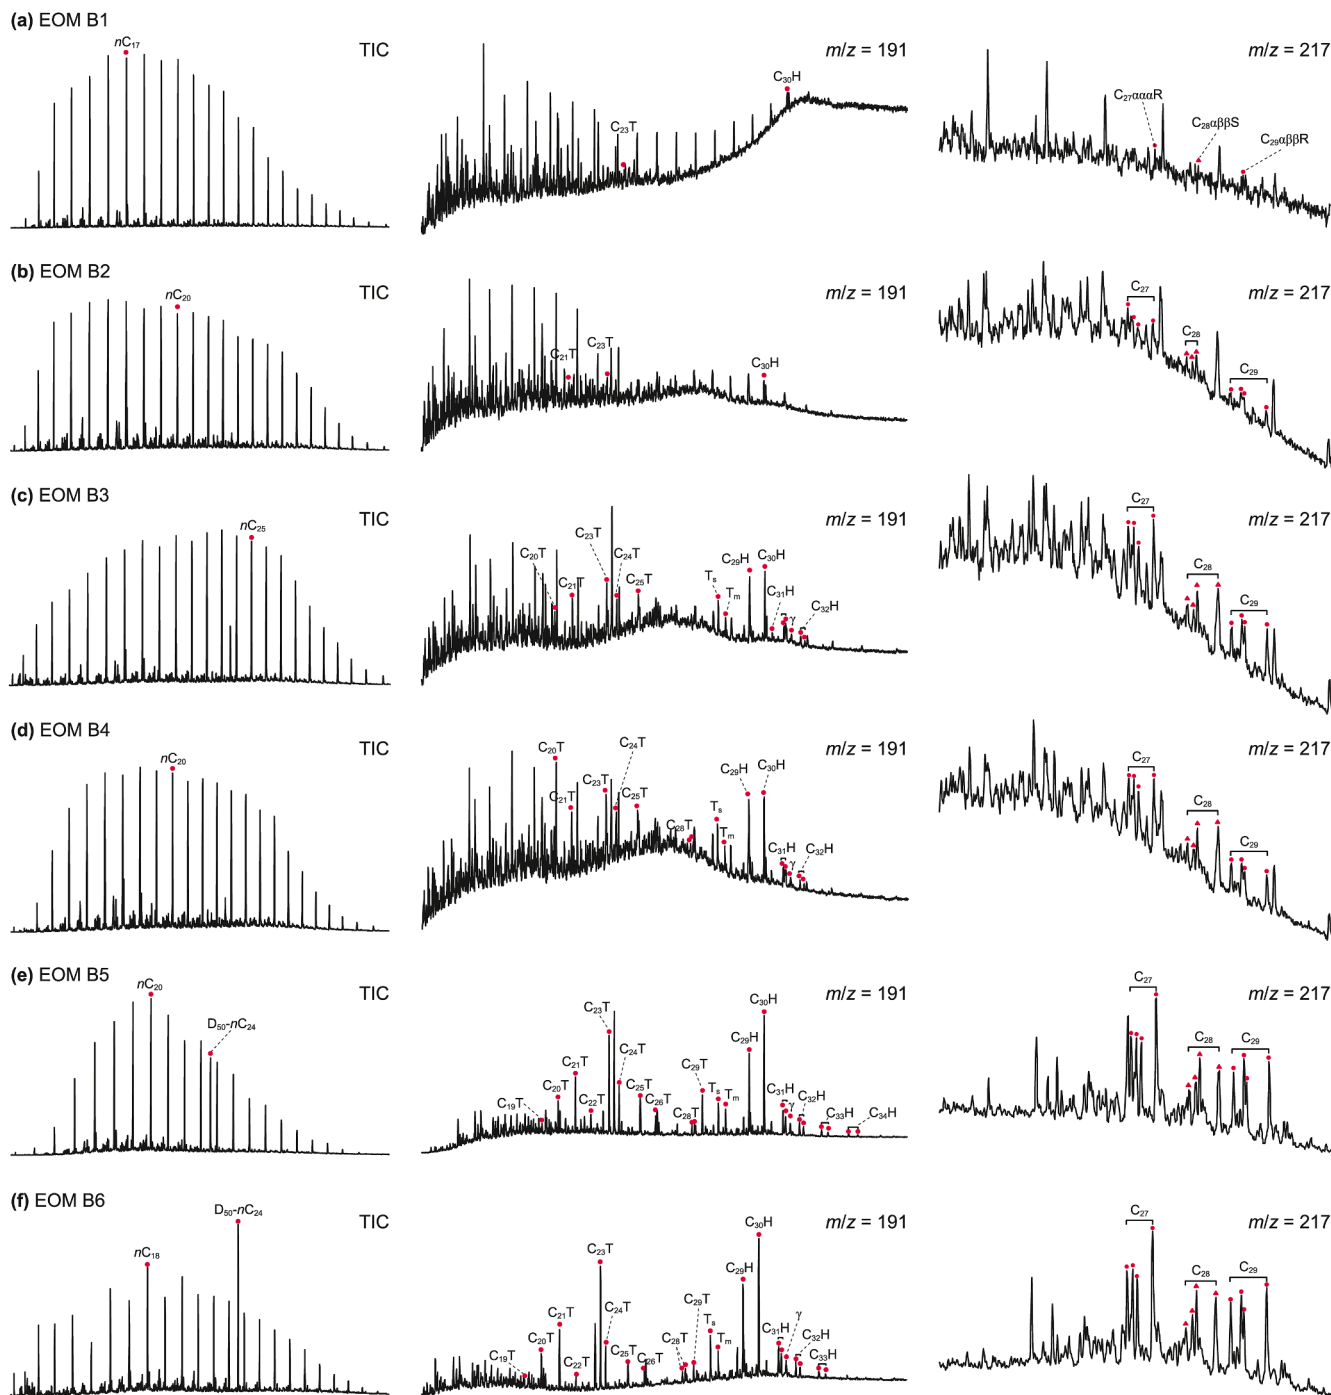 (a) EOM B1
nC17
TIC
m/z = 191
C23T
C30H
m/z = 217
C27αααR
C28αββS
C29αββR
(b) EOM B2
nC20
TIC
m/z = 191
C21T
C23T
C30H
m/z = 217
C27
C28
C29
(c) EOM B3
nC25
TIC
m/z = 191
C20T
C21T
C23T
C24T
C25T
Ts
Tm
C29H
C30H
C31H
γ
C32H
m/z = 217
C27
C28
C29
(d) EOM B4
nC20
TIC
m/z = 191
C20T
C21T
C23T
C24T
C25T
C28T
Ts
Tm
C29H
C30H
C31H
γ
C32H
m/z = 217
C27
C28
C29
(e) EOM B5
nC20
D50-nC24
TIC
m/z = 191
C19T
C20T
C21T
C22T
C23T
C24T
C25T
C26T
C28T
C29T
Ts
Tm
C29H
C30H
C31H
γ
C32H
C33H
C34H
m/z = 217
C27
C28
C29
(f) EOM B6
nC18
D50-nC24
TIC
m/z = 191
C19T
C20T
C21T
C22T
C23T
C24T
C25T
C26T
C28T
C29T
Ts
Tm
C29H
C30H
C31H
γ
C32H
C33H
m/z = 217
C27
C28
C29